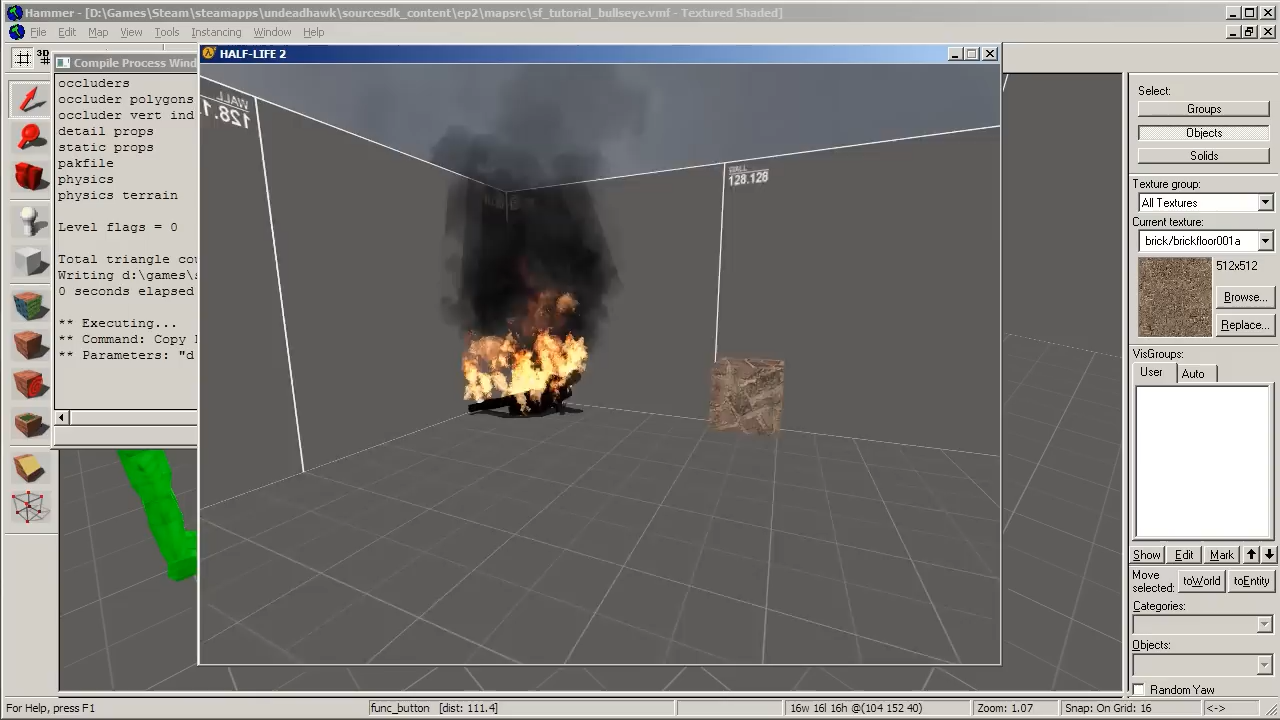 Hammer - [D:\Games\Steam\steamapps\undeadhawk\sourcesdk_content\ep2\mapsrc\sf_tutorial_bullseye.vmf - Textured Shaded]
File Edit Map View Tools Instancing Window Help
3D
Compile Process Wind
occluders
occluder polygons
occluder vert ind
detail props
static props
pakfile
physics
physics terrain
Level flags = 0
Total triangle cou
Writing d:\games\s
0 seconds elapsed
** Executing...
** Command: Copy
** Parameters: "d
HALF-LIFE 2
WALL
128.1
WALL
128.128
Select:
Groups
Objects
Solids
Texture group:
All Textures
Current texture:
brick/brickfloor001a
512x512
Browse...
Replace...
VisGroups:
User Auto
Show Edit Mark
Move
selected:
toWorld toEntity
Categories:
Objects:
Random Yaw
For Help, press F1 func_button [dist: 111.4] 16w 16l 16h @(104 152 40) Zoom: 1.07 Snap: On Grid: 16 <->